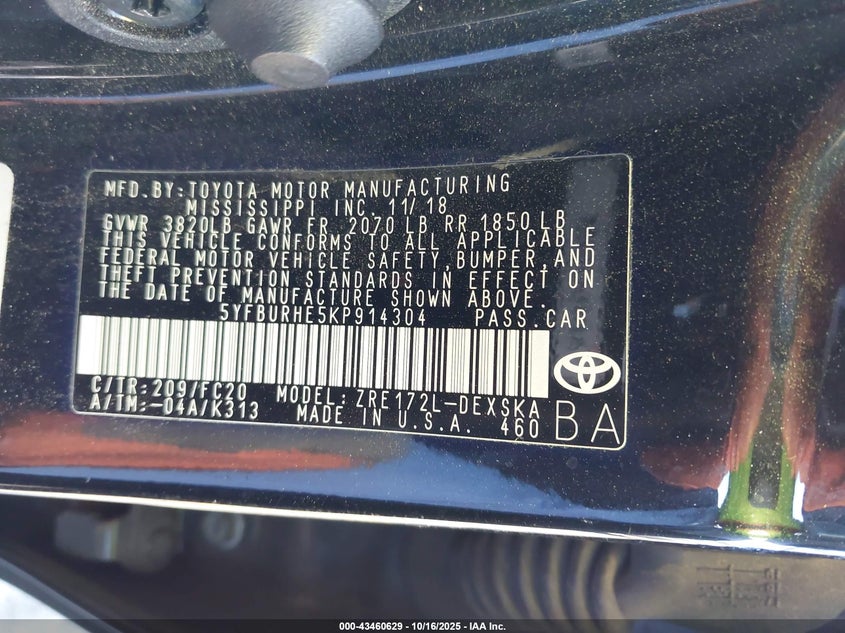 MFD.BY:TOYOTA MOTOR MANUFACTURING
MISSISSIPPI INC. 11/18
GVWR 3820LB GAWR FR 2070 LB RR 1850 LB
THIS VEHICLE CONFORMS TO ALL APPLICABLE
FEDERAL MOTOR VEHICLE SAFETY,BUMPER,AND
THEFT PREVENTION STANDARDS IN EFFECT ON
THE DATE OF MANUFACTURE SHOWN ABOVE.
5YFBURHE5KP914304 PASS.CAR
C/TR:209/FC20 MODEL:ZRE172L-DEXSKA
A/TM:-04A/K313 MADE IN U.S.A. 460 BA
000-43460629 - 10/16/2025 - IAA Inc.